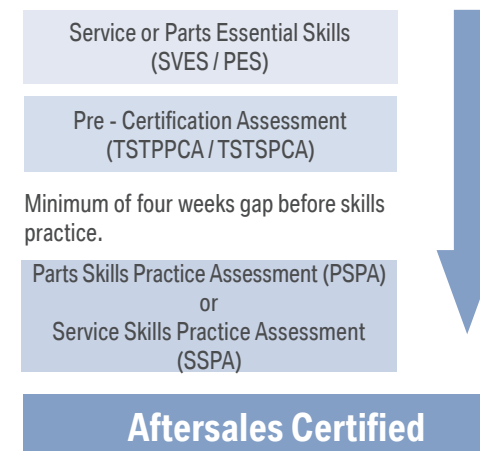 Service or Parts Essential Skills
(SVES / PES)
Pre - Certification Assessment
(TSTPPCA / TSTSPCA)
Minimum of four weeks gap before skills
practice.
Parts Skills Practice Assessment (PSPA)
or
Service Skills Practice Assessment
(SSPA)
Aftersales Certified